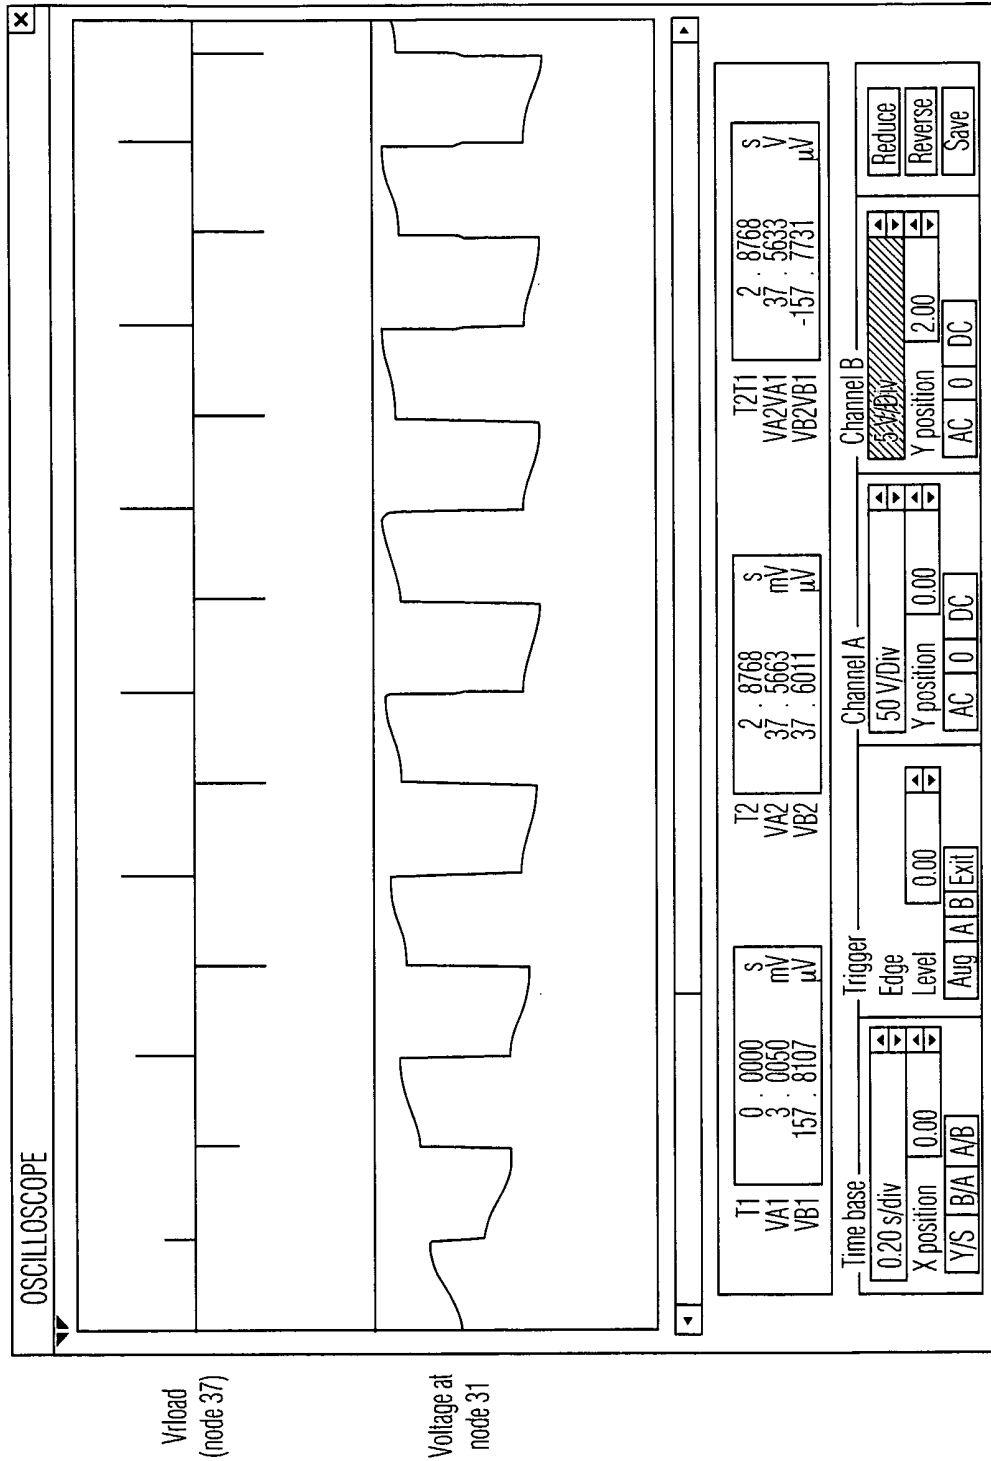 OSCILLOSCOPE
Vrload
(node 37)
Voltage at
node 31
T1 0 . 0000 s
VA1 3 . 0050 mV
VB1 157 . 8107 µV
T2 2 . 8768 s
VA2 37 . 5663 mV
VB2 37 . 6011 µV
T2T1 2 . 8768 s
VA2VA1 37 . 5633 V
VB2VB1 -157 . 7731 µV
Time base
0.20 s/div
X position 0.00
Y/S B/A A/B
Trigger
Edge
Level 0.00
Aug A B Exit
Channel A
50 V/Div
Y position 0.00
AC 0 DC
Channel B
5 V/Div
Y position 2.00
AC 0 DC
Reduce
Reverse
Save